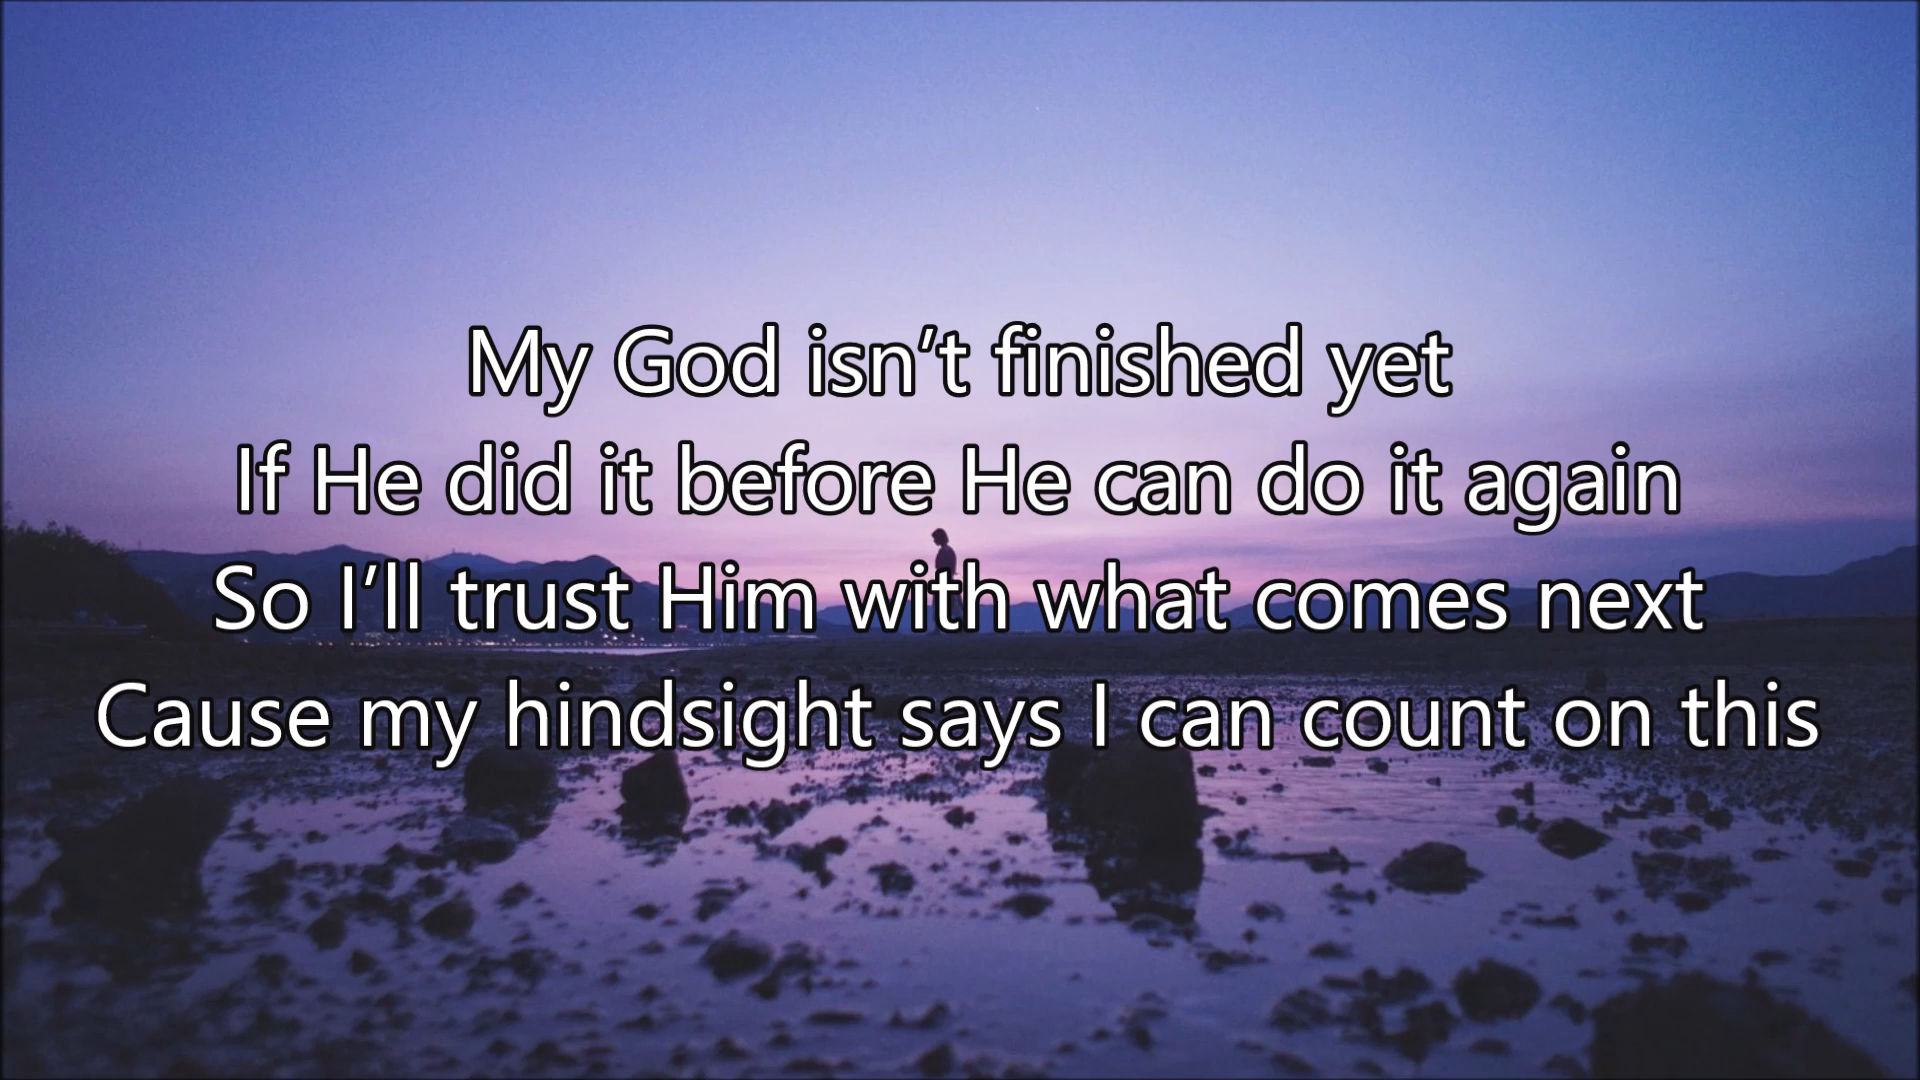 My God isn’t finished yet
If He did it before He can do it again
So I’ll trust Him with what comes next
Cause my hindsight says I can count on this